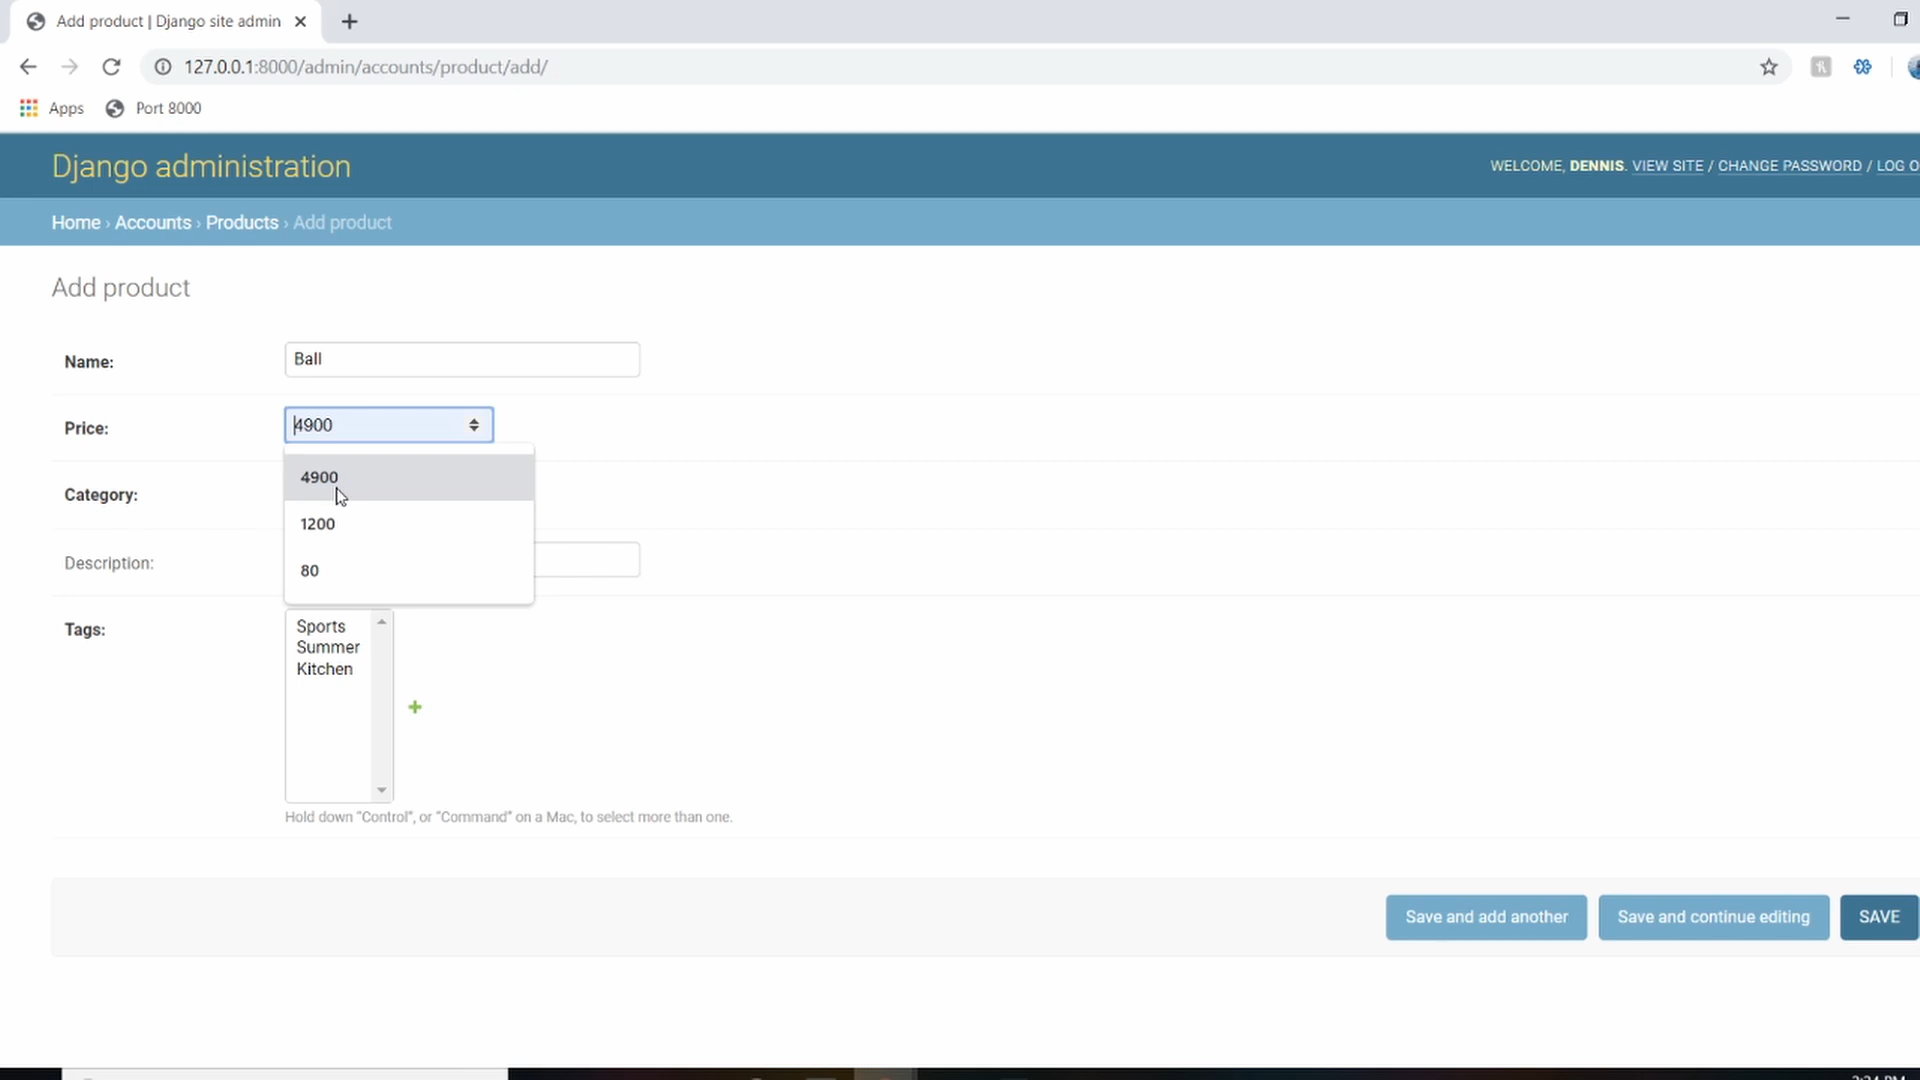 Add product | Django site admin
127.0.0.1:8000/admin/accounts/product/add/
Apps
Port 8000
Django administration
WELCOME, DENNIS. VIEW SITE / CHANGE PASSWORD / LOG O
Home › Accounts › Products › Add product
Add product
Name:
Ball
Price:
4900
4900
Category:
1200
Description:
80
Tags:
Sports
Summer
Kitchen
Hold down "Control", or "Command" on a Mac, to select more than one.
Save and add another
Save and continue editing
SAVE